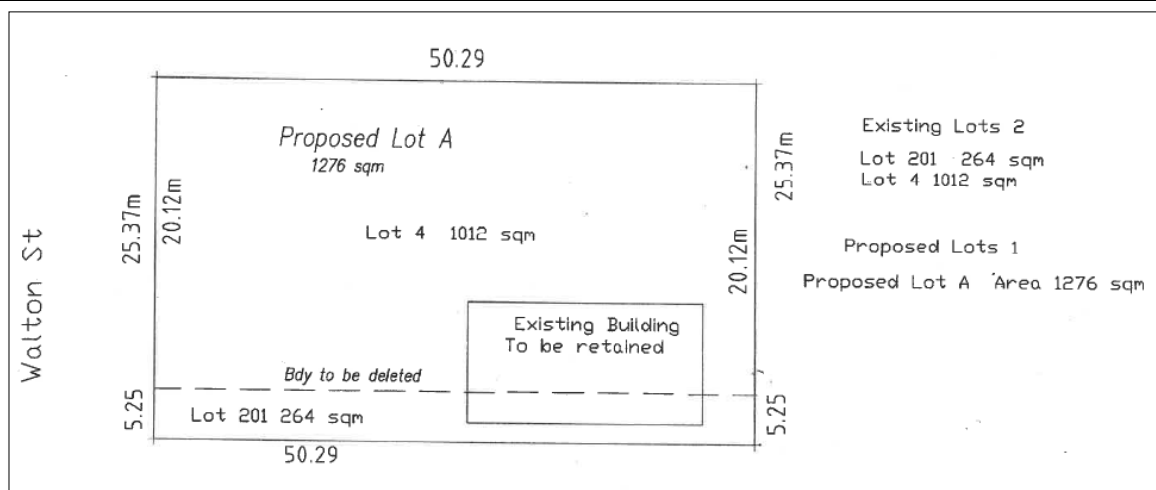 50.29
Proposed Lot A
1276 sqm
Existing Lots 2
Lot 201 264 sqm
Lot 4 1012 sqm
25.37m
20.12m
Lot 4 1012 sqm
25.37m
20.12m
Walton St
Proposed Lots 1
Proposed Lot A Area 1276 sqm
Existing Building
To be retained
Bdy to be deleted
5.25
Lot 201 264 sqm
5.25
50.29